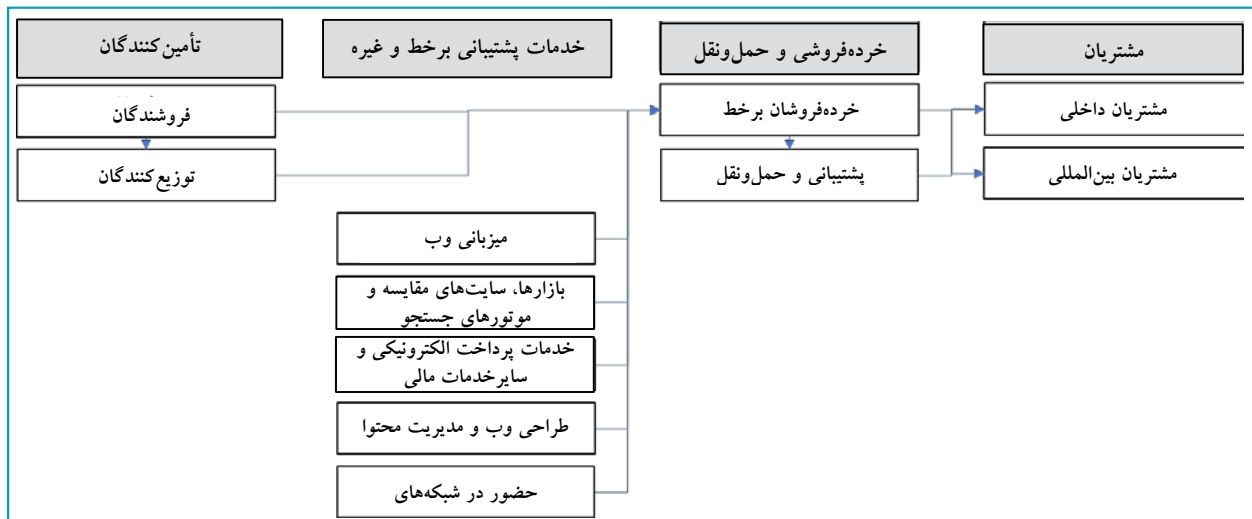 تأمین‌کنندگان
خدمات پشتیبانی برخط و غیره
خرده‌فروشی و حمل‌ونقل
مشتریان
فروشندگان
خرده‌فروشان برخط
مشتریان داخلی
توزیع‌کنندگان
پشتیبانی و حمل‌ونقل
مشتریان بین‌المللی
میزبانی وب
بازارها، سایت‌های مقایسه و
موتورهای جستجو
خدمات پرداخت الکترونیکی و
سایرخدمات مالی
طراحی وب و مدیریت محتوا
حضور در شبکه‌های